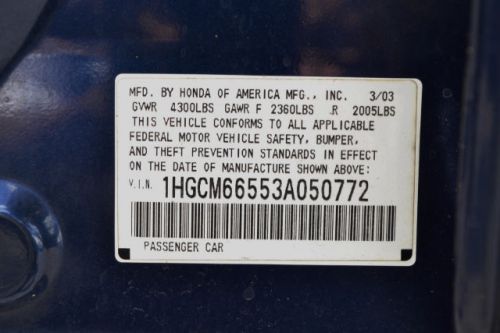 MFD. BY HONDA OF AMERICA MFG., INC. 3/03
GVWR 4300LBS GAWR F 2360LBS R 2005LBS
THIS VEHICLE CONFORMS TO ALL APPLICABLE
FEDERAL MOTOR VEHICLE SAFETY, BUMPER,
AND THEFT PREVENTION STANDARDS IN EFFECT
ON THE DATE OF MANUFACTURE SHOWN ABOVE:
V.I.N. 1HGCM66553A050772
PASSENGER CAR